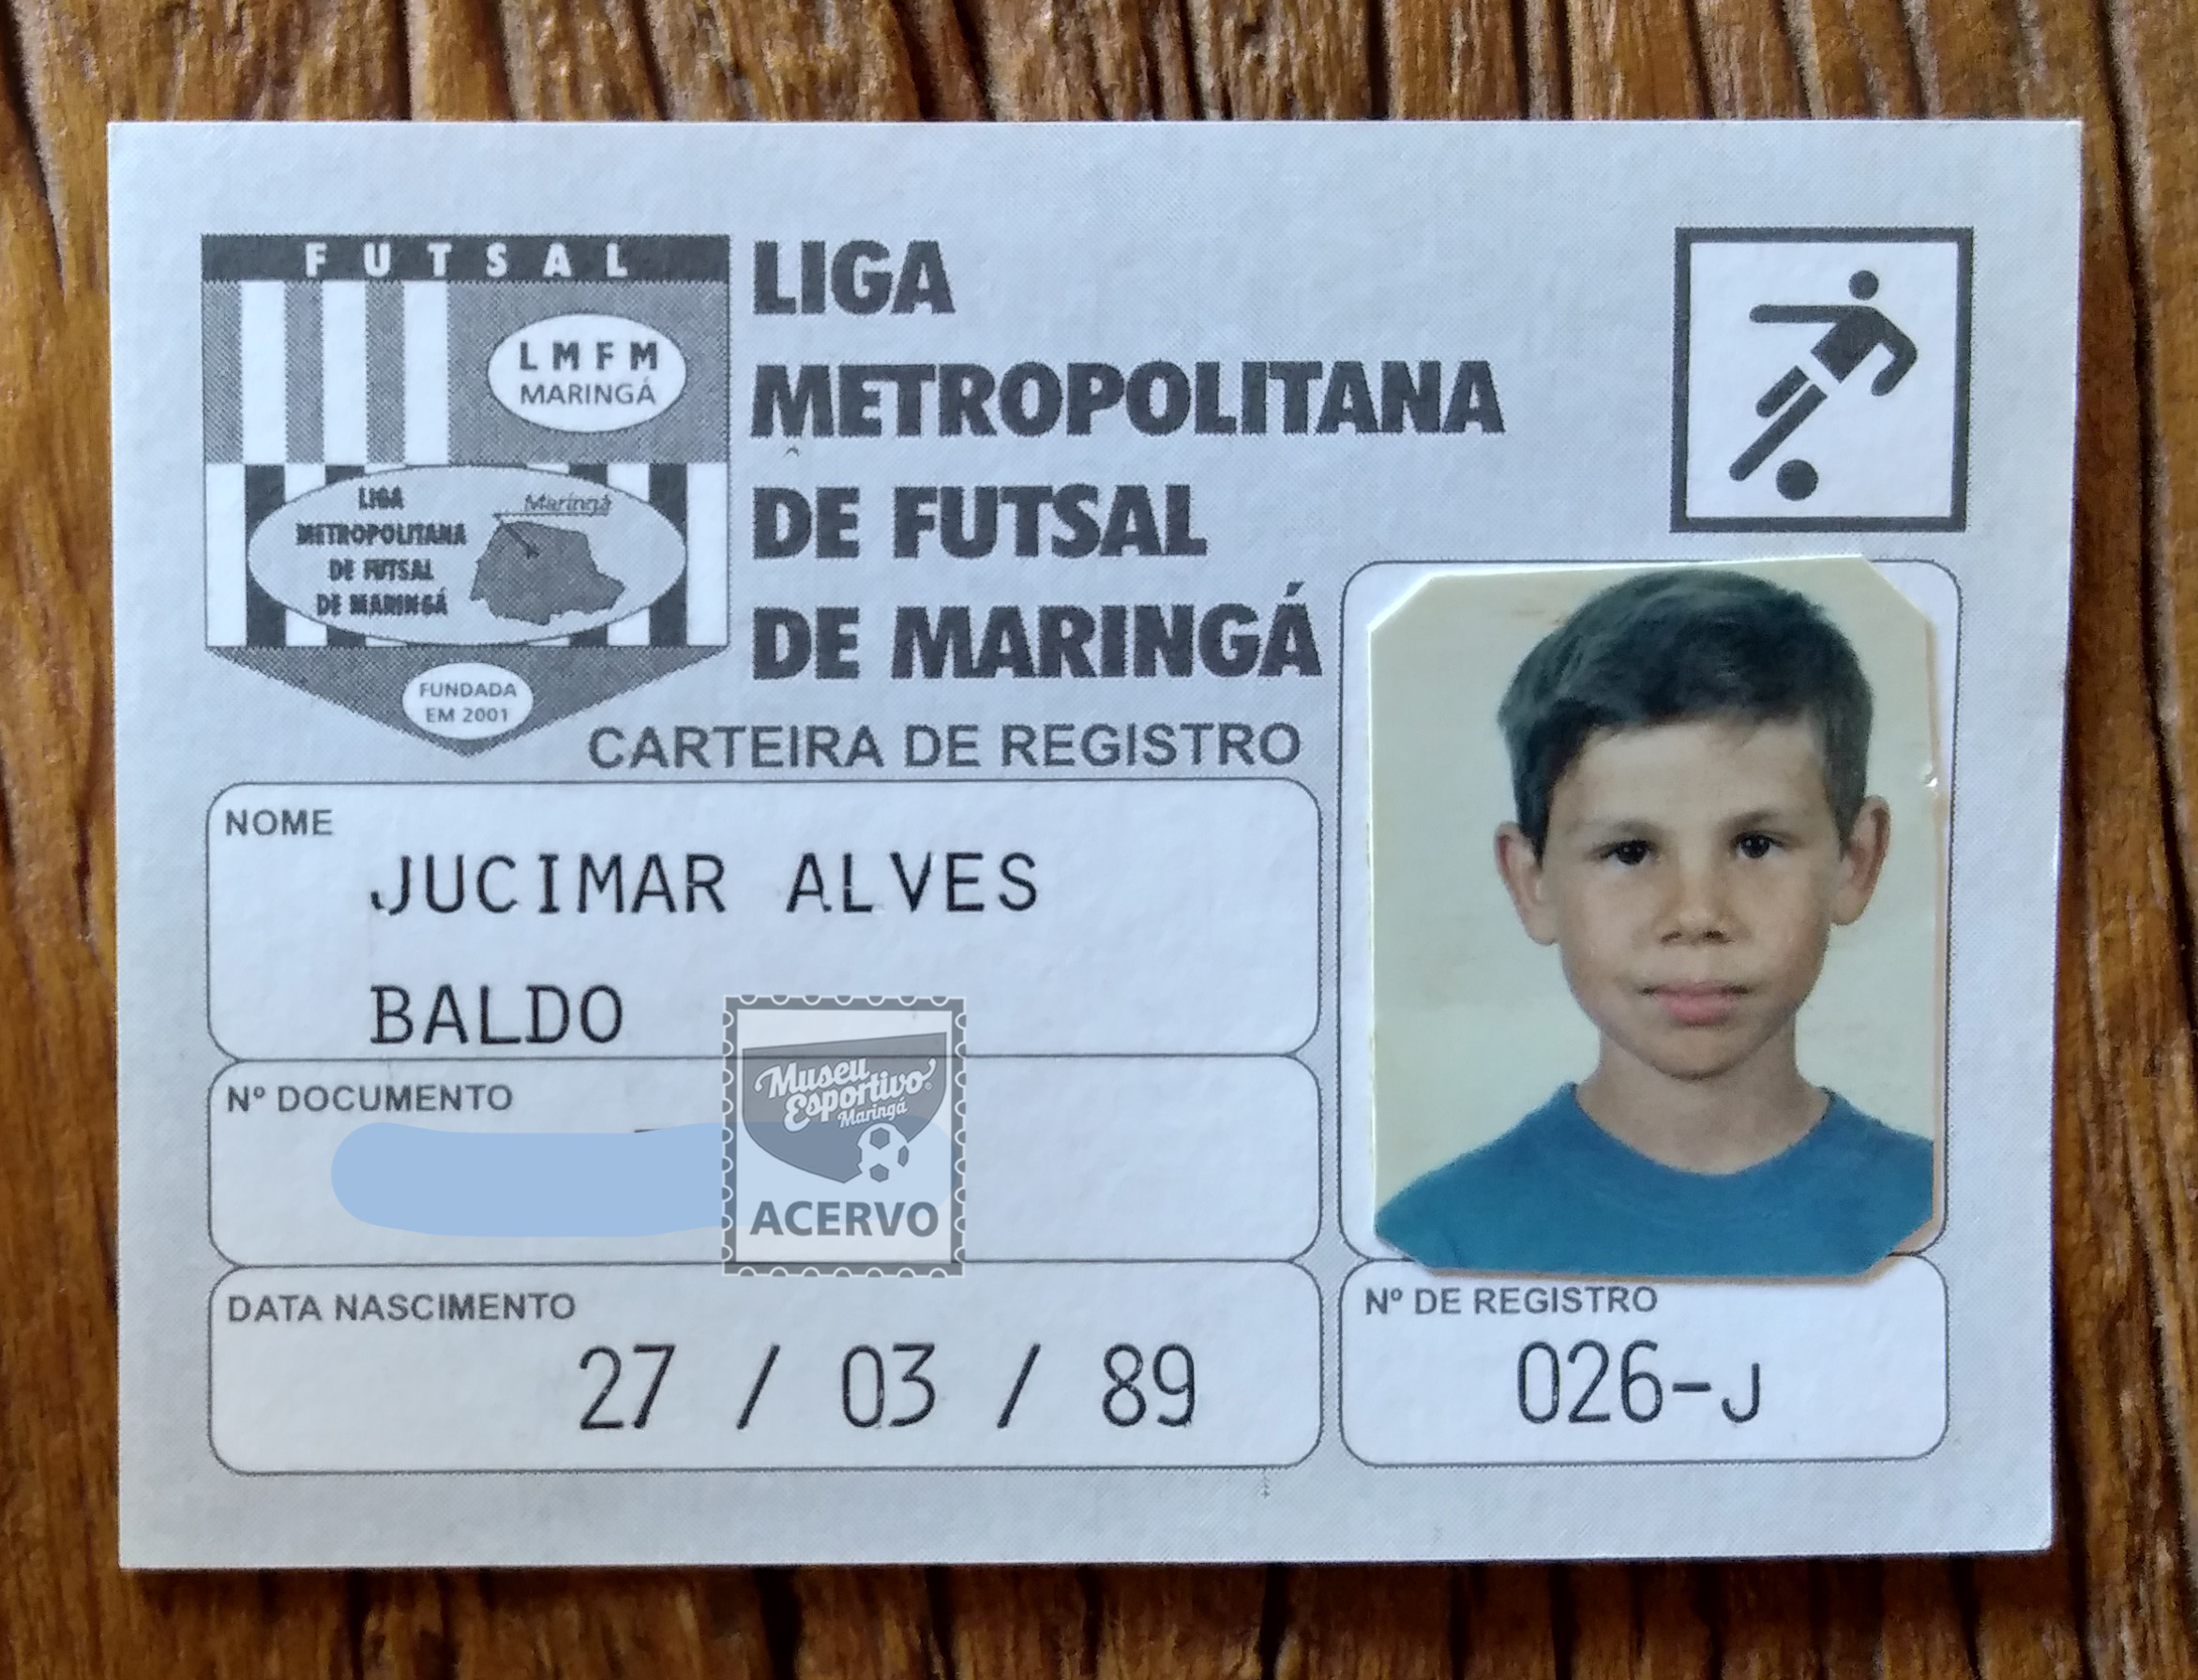 FUTSAL
LMFM
MARINGÁ
LIGA
METROPOLITANA
DE FUTSAL
DE MARINGÁ
Maringá
FUNDADA
EM 2001
LIGA
METROPOLITANA
DE FUTSAL
DE MARINGÁ
CARTEIRA DE REGISTRO
NOME
JUCIMAR ALVES
BALDO
Nº DOCUMENTO
Museu
Esportivo
Maringá
ACERVO
DATA NASCIMENTO
27 / 03 / 89
Nº DE REGISTRO
026-J